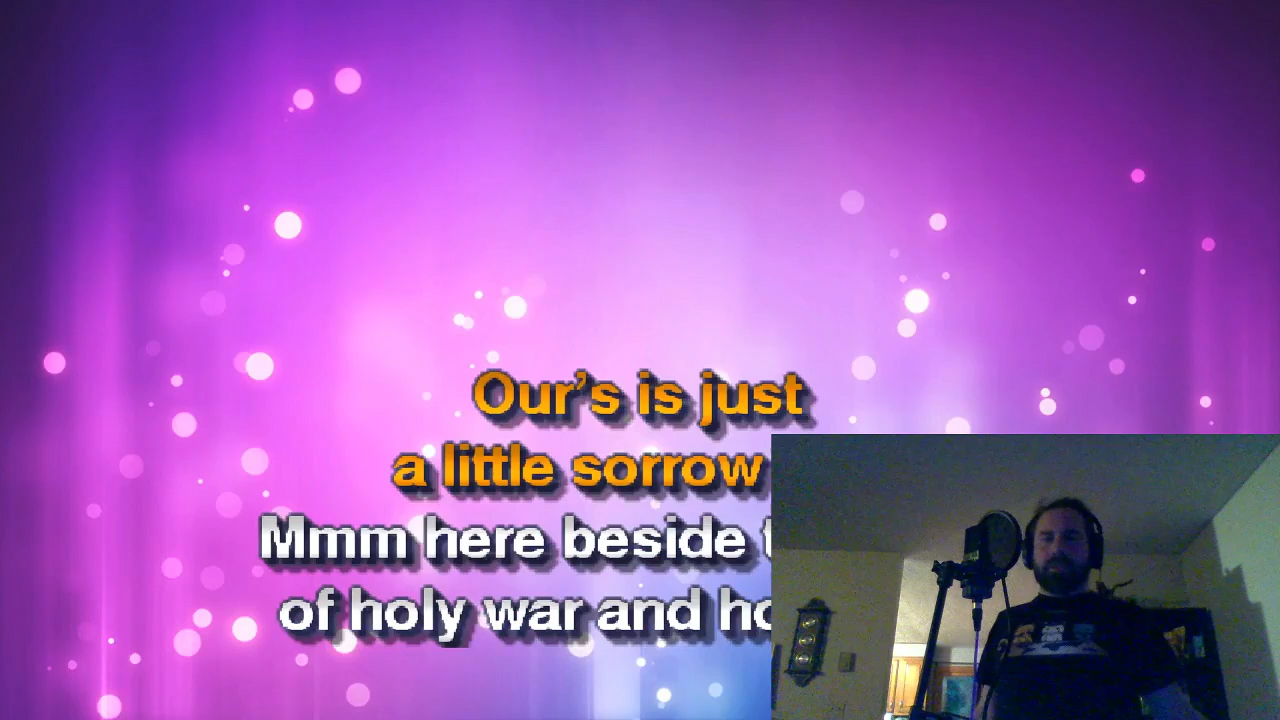 Our's is just
a little sorrow
Mmm here beside
of holy war and